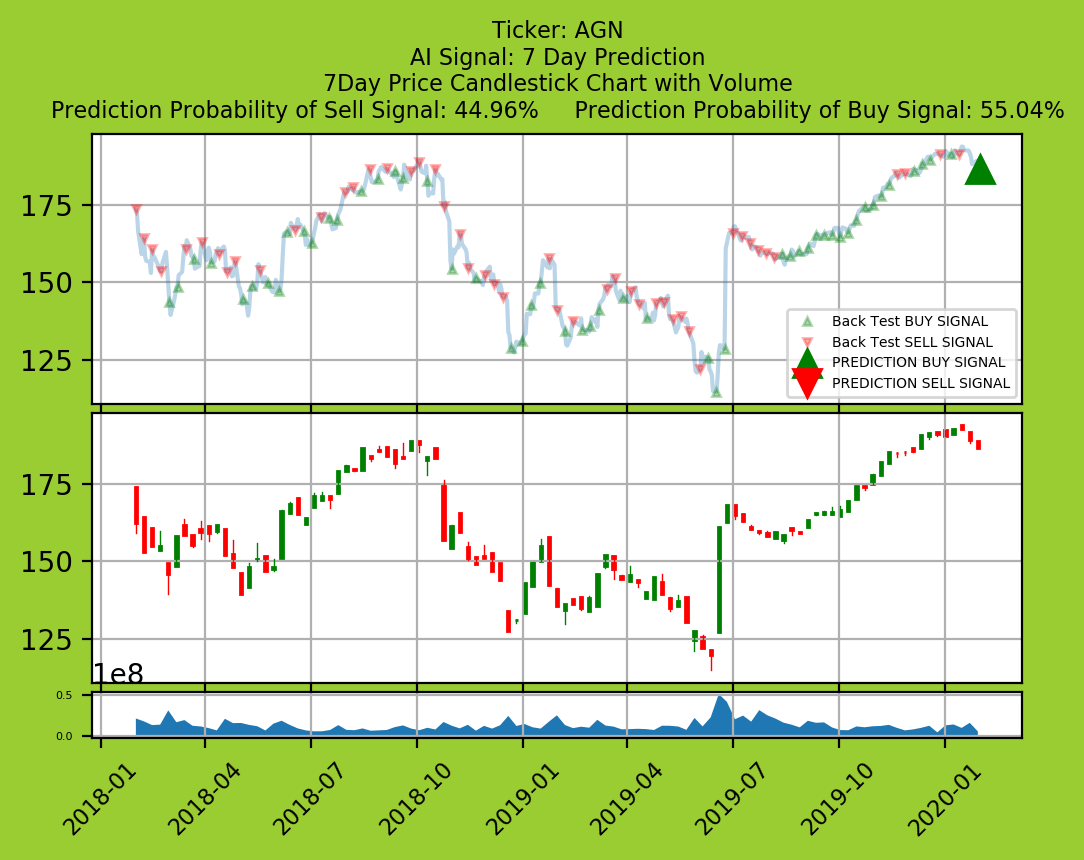 Ticker: AGN
AI Signal: 7 Day Prediction
7Day Price Candlestick Chart with Volume
Prediction Probability of Sell Signal: 44.96% Prediction Probability of Buy Signal: 55.04%
175
150
125
Back Test BUY SIGNAL
Back Test SELL SIGNAL
PREDICTION BUY SIGNAL
PREDICTION SELL SIGNAL
175
150
125
1e8
0.5
0.0
2018-01
2018-04
2018-07
2018-10
2019-01
2019-04
2019-07
2019-10
2020-01